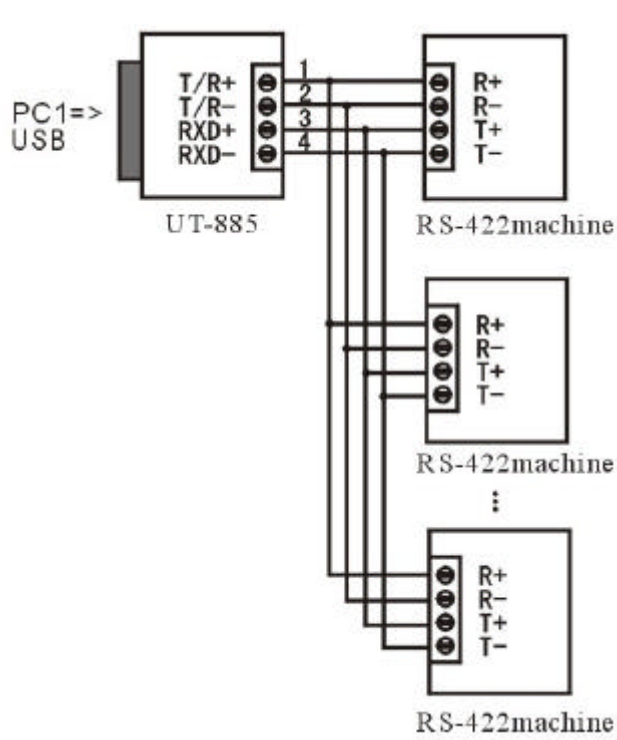 PC1=>
USB
T/R+
T/R-
RXD+
RXD-
1
2
3
4
UT-885
R+
R-
T+
T-
RS-422machine
R+
R-
T+
T-
RS-422machine
⋮
R+
R-
T+
T-
RS-422machine